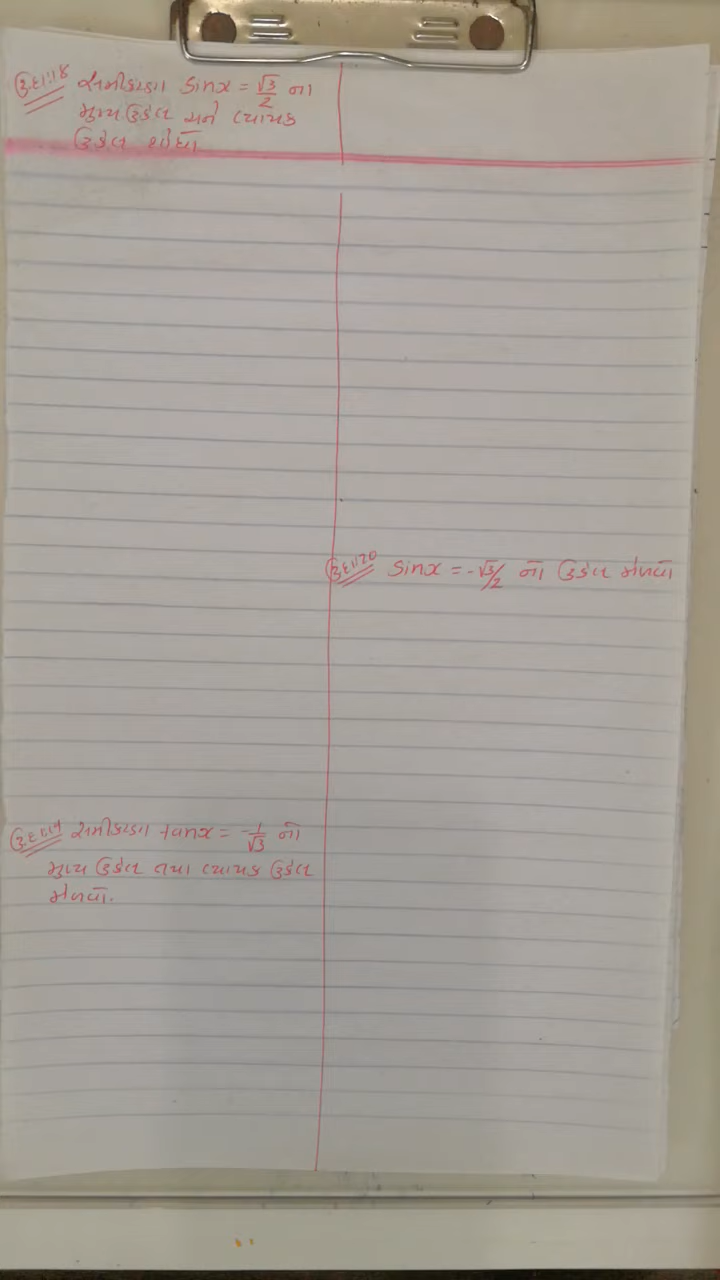 ઉદા:18 સમીકરણ sinx = √3/2 ના
મુખ્ય ઉકેલ અને વ્યાપક
ઉકેલ શોધો
ઉદા:19 સમીકરણ tanx = -1/√3 નો
મુખ્ય ઉકેલ તથા વ્યાપક ઉકેલ
મેળવો.
ઉદા:20 sinx = -√3/2 નો ઉકેલ મેળવો